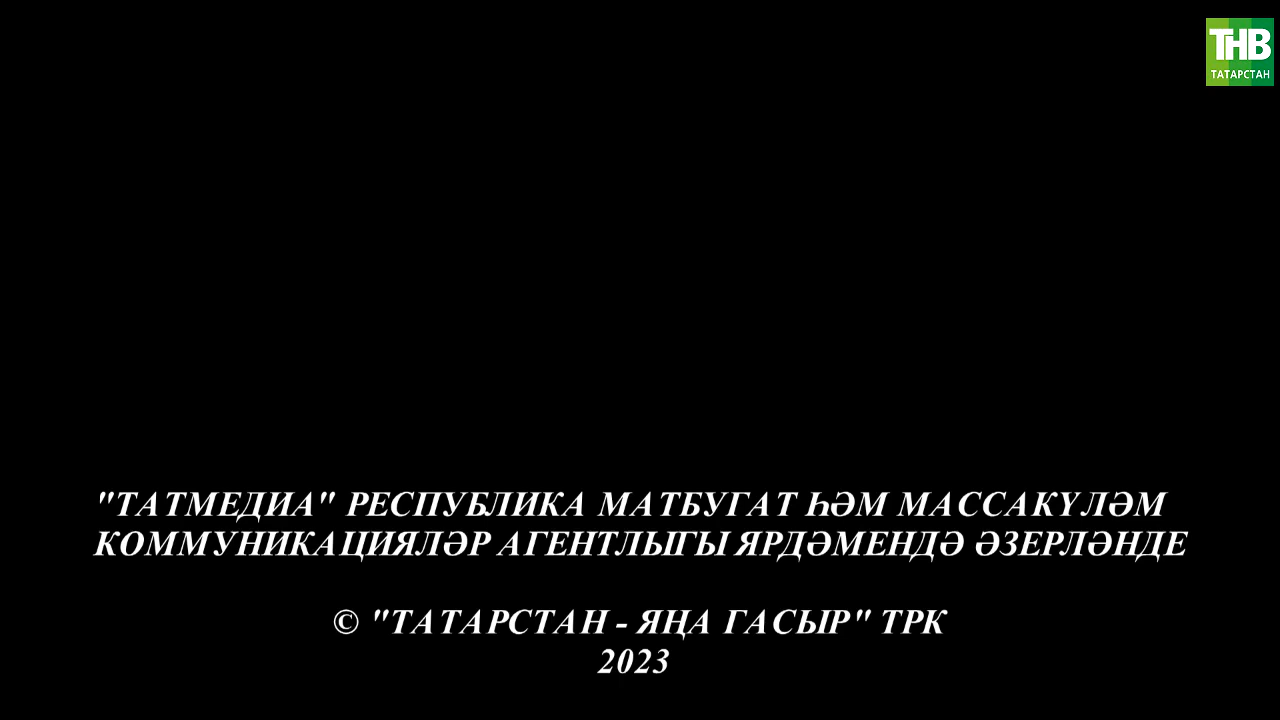 ТНВ
ТАТАРСТАН
"ТАТМЕДИА" РЕСПУБЛИКА МАТБУГАТ ҺӘМ МАССАКҮЛӘМ
КОММУНИКАЦИЯЛӘР АГЕНТЛЫГЫ ЯРДӘМЕНДӘ ӘЗЕРЛӘНДЕ
© "ТАТАРСТАН - ЯҢА ГАСЫР" ТРК
2023